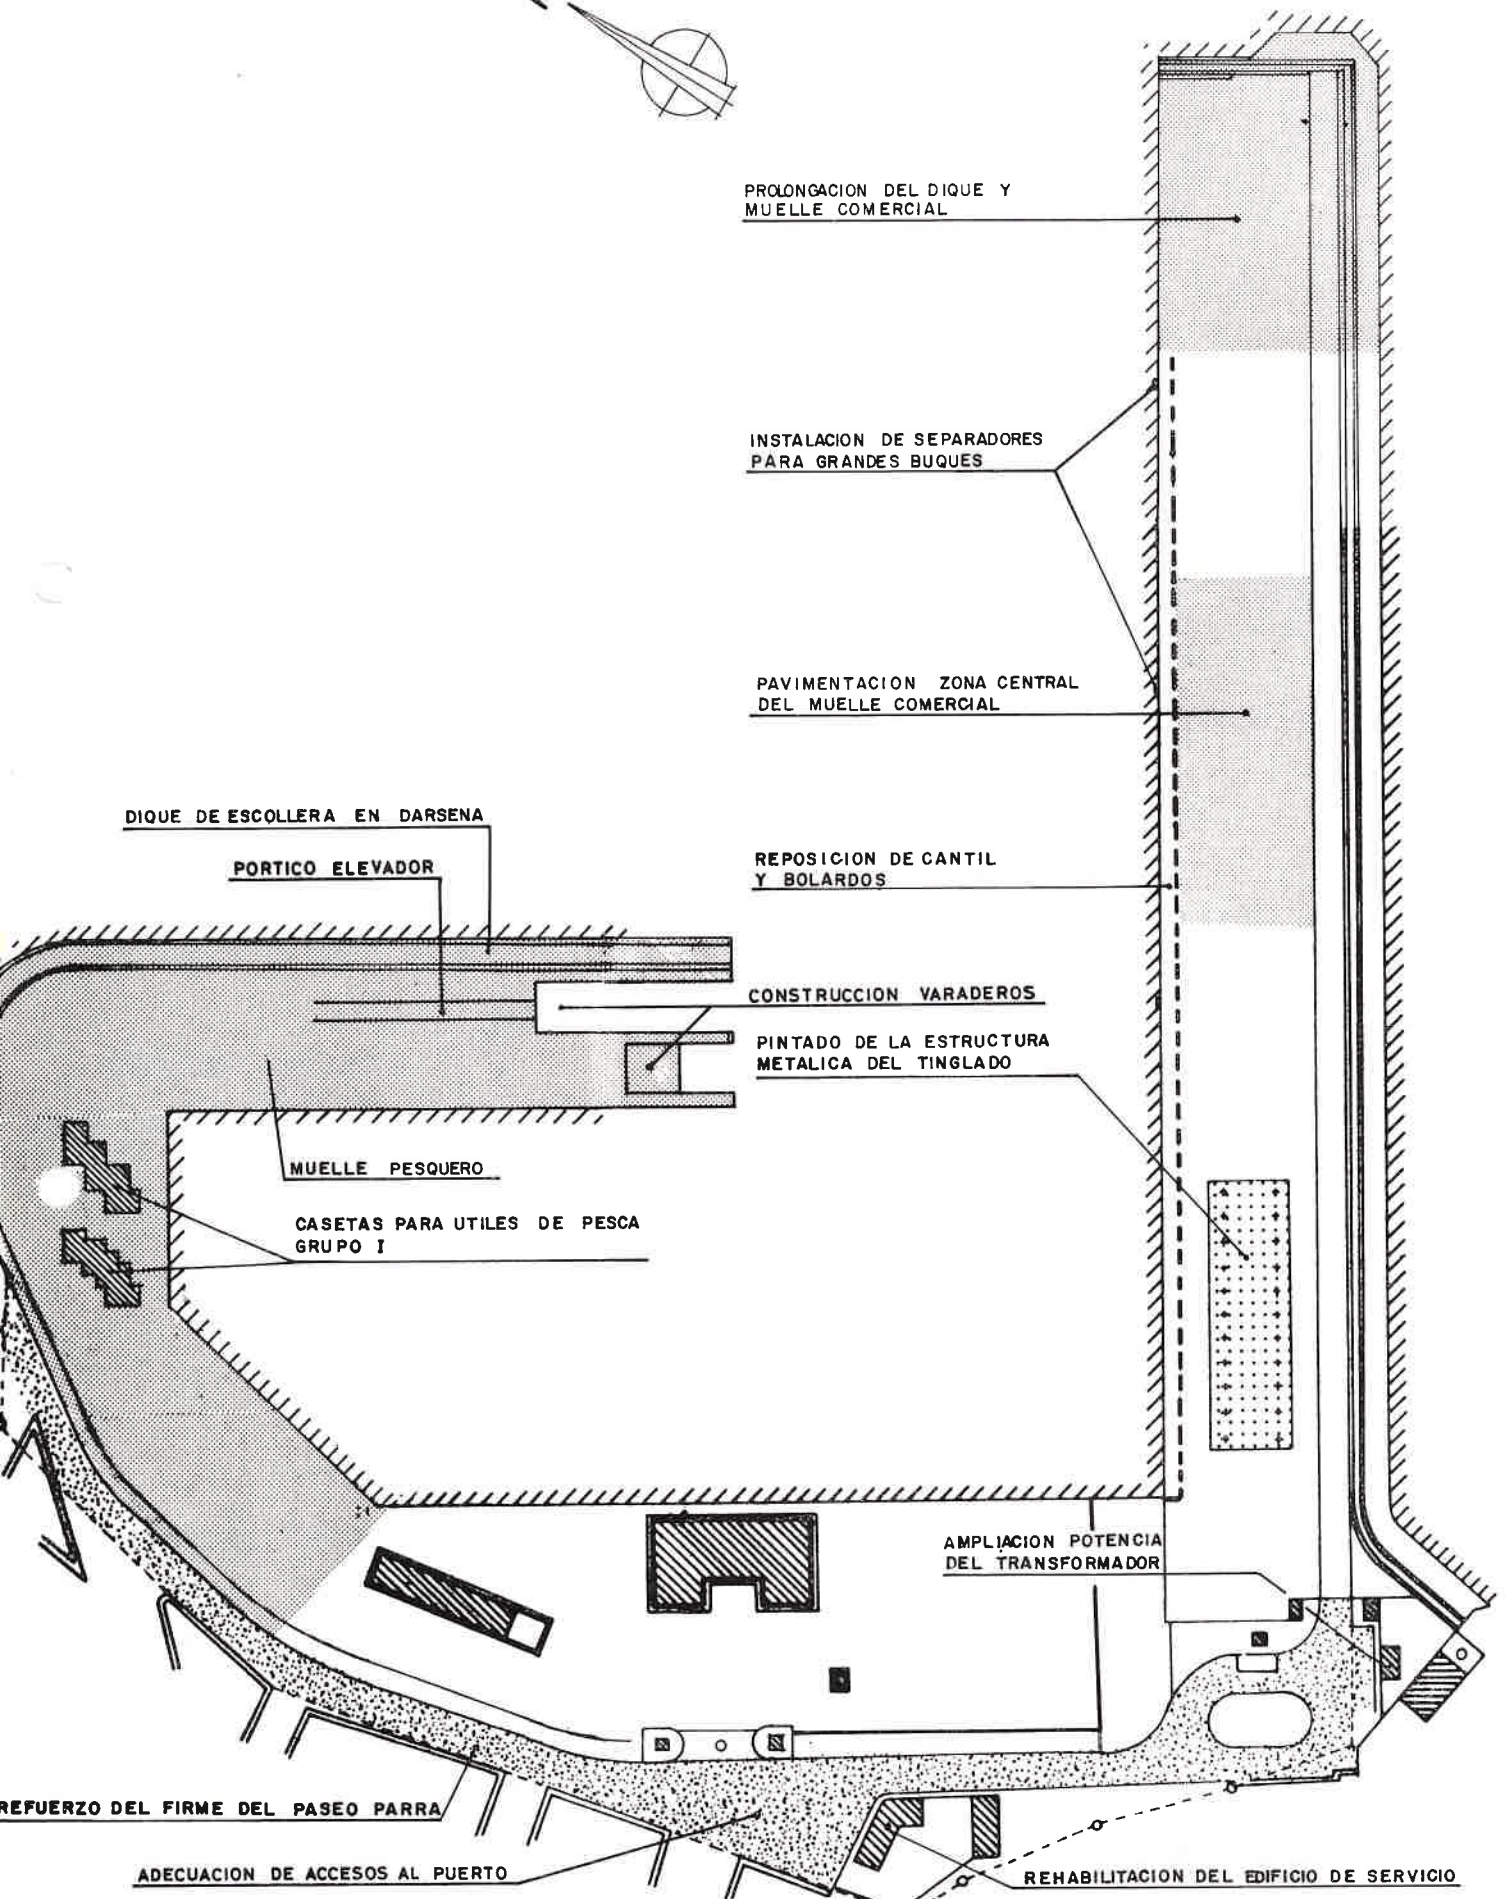 PROLONGACION DEL DIQUE Y
MUELLE COMERCIAL
INSTALACION DE SEPARADORES
PARA GRANDES BUQUES
PAVIMENTACION ZONA CENTRAL
DEL MUELLE COMERCIAL
DIQUE DE ESCOLLERA EN DARSENA
PORTICO ELEVADOR
REPOSICION DE CANTIL
Y BOLARDOS
CONSTRUCCION VARADEROS
PINTADO DE LA ESTRUCTURA
METALICA DEL TINGLADO
MUELLE PESQUERO
CASETAS PARA UTILES DE PESCA
GRUPO I
AMPLIACION POTENCIA
DEL TRANSFORMADOR
REFUERZO DEL FIRME DEL PASEO PARRA
ADECUACION DE ACCESOS AL PUERTO
REHABILITACION DEL EDIFICIO DE SERVICIO